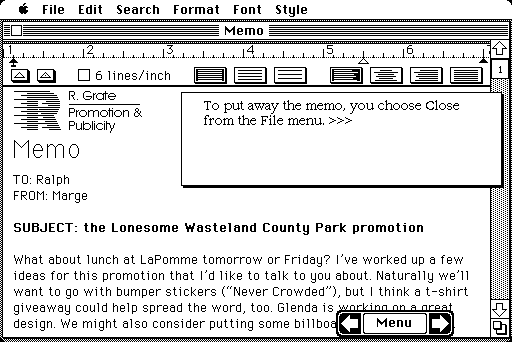 File Edit Search Format Font Style
Memo
1 2 3 4 5 6 7
6 lines/inch
1
R. Grafe
Promotion &
Publicity
To put away the memo, you choose Close
from the File menu. >>>
Memo
TO: Ralph
FROM: Marge
SUBJECT: the Lonesome Wasteland County Park promotion
What about lunch at LaPomme tomorrow or Friday? I've worked up a few
ideas for this promotion that I'd like to talk to you about. Naturally we'll
want to go with bumper stickers (“Never Crowded”), but I think a t-shirt
giveaway could help spread the word, too. Glenda is working on a great
design. We might also consider putting some billboa
Menu